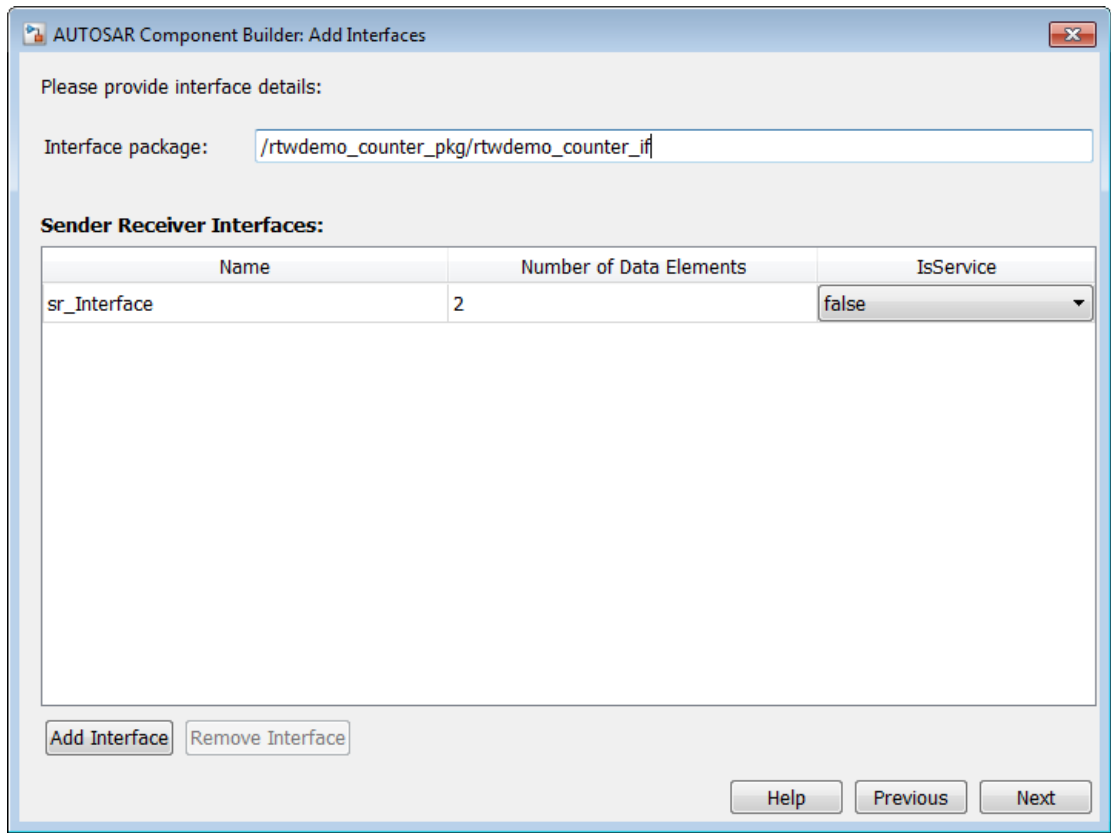 AUTOSAR Component Builder: Add Interfaces
Please provide interface details:
Interface package: /rtwdemo_counter_pkg/rtwdemo_counter_if
Sender Receiver Interfaces:
Name Number of Data Elements IsService
sr_Interface 2 false
Add Interface Remove Interface
Help Previous Next